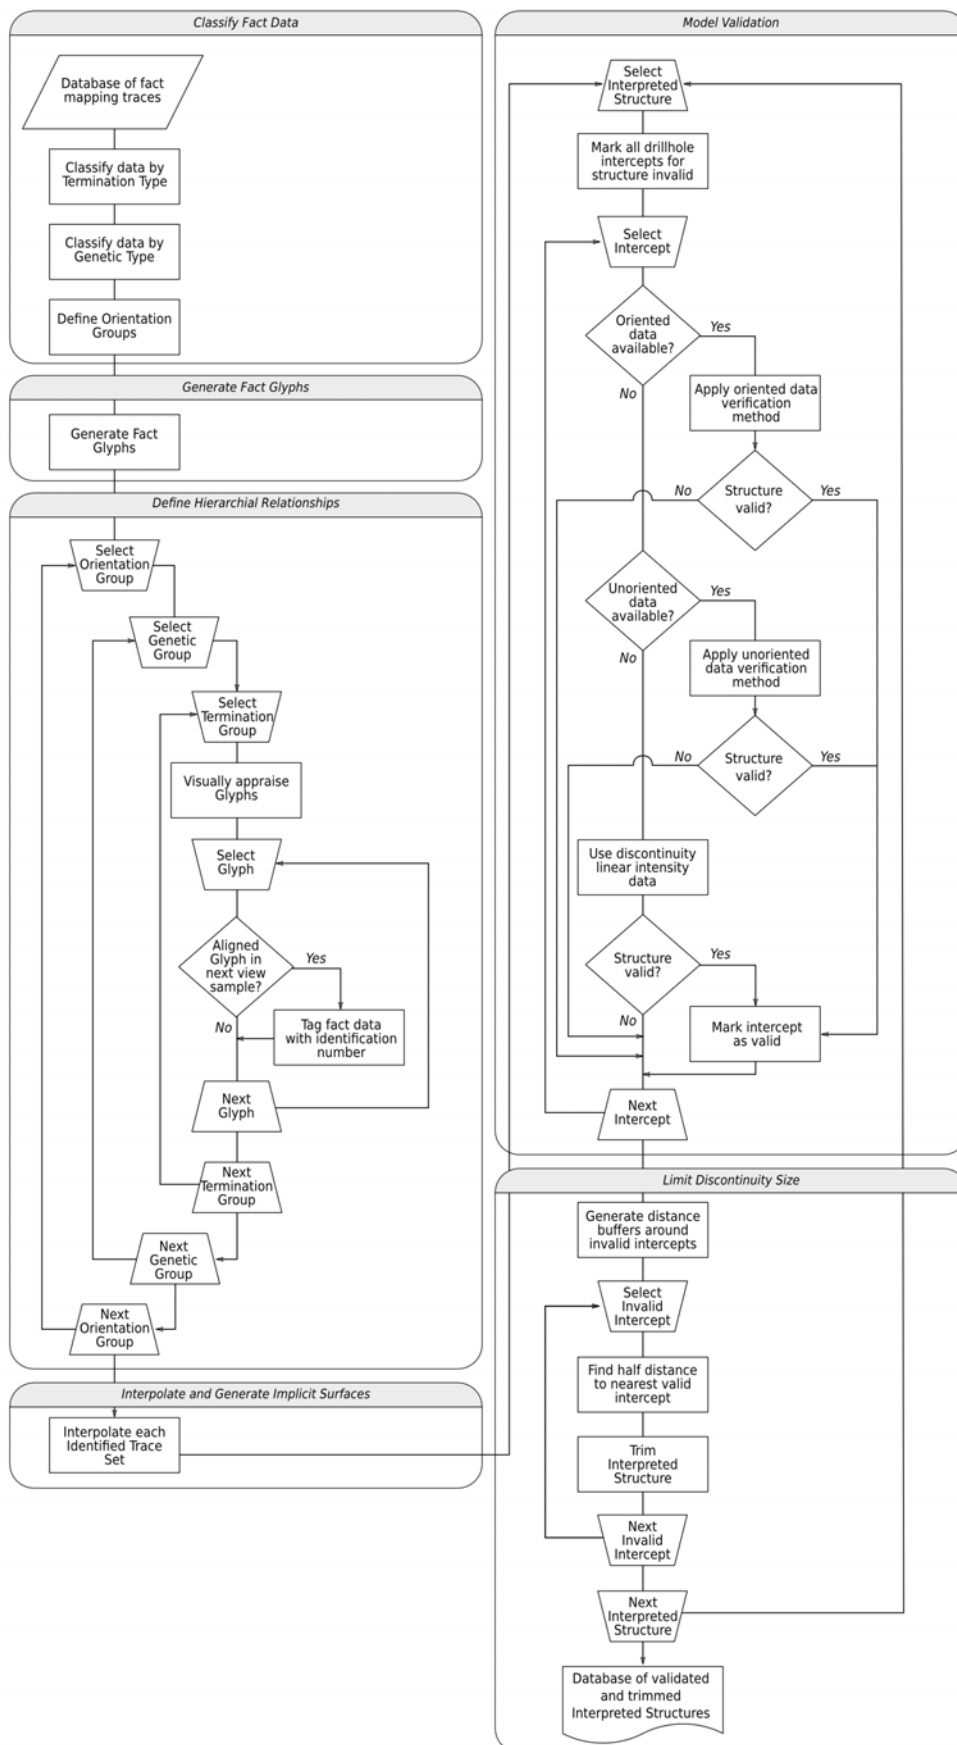 Classify Fact Data
Database of fact
mapping traces
Classify data by
Termination Type
Classify data by
Genetic Type
Define Orientation
Groups
Generate Fact Glyphs
Generate Fact
Glyphs
Define Hierarchial Relationships
Select
Orientation
Group
Select
Genetic
Group
Select
Termination
Group
Visually appraise
Glyphs
Select
Glyph
Aligned
Glyph in
next view
sample?
Yes
No
Tag fact data
with identification
number
Next
Glyph
Next
Termination
Group
Next
Genetic
Group
Next
Orientation
Group
Interpolate and Generate Implicit Surfaces
Interpolate each
Identified Trace
Set
Model Validation
Select
Interpreted
Structure
Mark all drillhole
intercepts for
structure invalid
Select
Intercept
Oriented
data
available?
Yes
No
Apply oriented data
verification
method
No
Structure
valid?
Yes
Unoriented
data
available?
Yes
No
Apply unoriented
data verification
method
No
Structure
valid?
Yes
Use discontinuity
linear intensity
data
Structure
valid?
Yes
No
Mark intercept
as valid
Next
Intercept
Limit Discontinuity Size
Generate distance
buffers around
invalid intercepts
Select
Invalid
Intercept
Find half distance
to nearest valid
intercept
Trim
Interpreted
Structure
Next
Invalid
Intercept
Next
Interpreted
Structure
Database of validated
and trimmed
Interpreted Structures